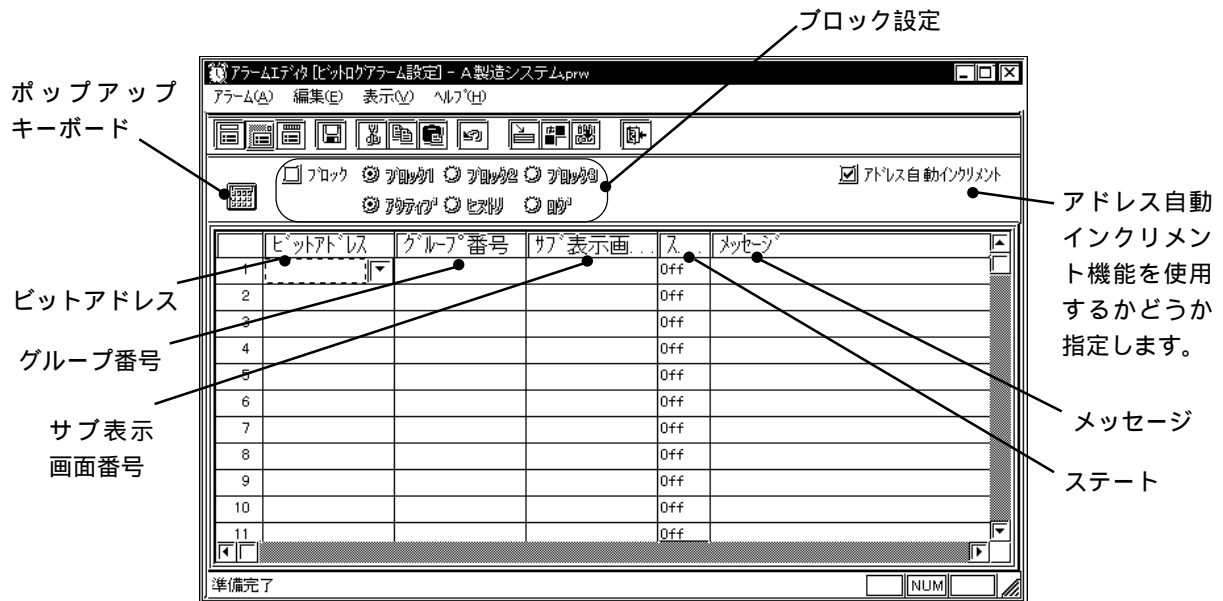 ブロック設定
ポップアップ
キーボード
アラームエディタ [ビットログアラーム設定] - A製造システム.prw
アラーム(A) 編集(E) 表示(V) ヘルプ(H)
ブロック ブロック1 ブロック2 ブロック3
アドレス自動インクリメント
アクティブ ヒストリ ログ
アドレス自動
インクリメン
ト機能を使用
するかどうか
指定します。
ビットアドレス グループ番号 サブ表示画... ス... メッセージ
1 Off
2 Off
3 Off
4 Off
5 Off
6 Off
7 Off
8 Off
9 Off
10 Off
11 Off
ビットアドレス
グループ番号
サブ表示
画面番号
メッセージ
ステート
準備完了 NUM